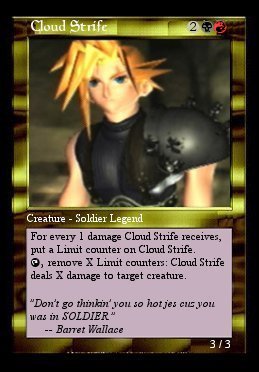 Cloud Strife 2
Creature - Soldier Legend
For every 1 damage Cloud Strife receives,
put a Limit counter on Cloud Strife.
, remove X Limit counters: Cloud Strife
deals X damage to target creature.
"Don't go thinkin' you so hot jes cuz you
was in SOLDIER"
-- Barret Wallace
3 / 3